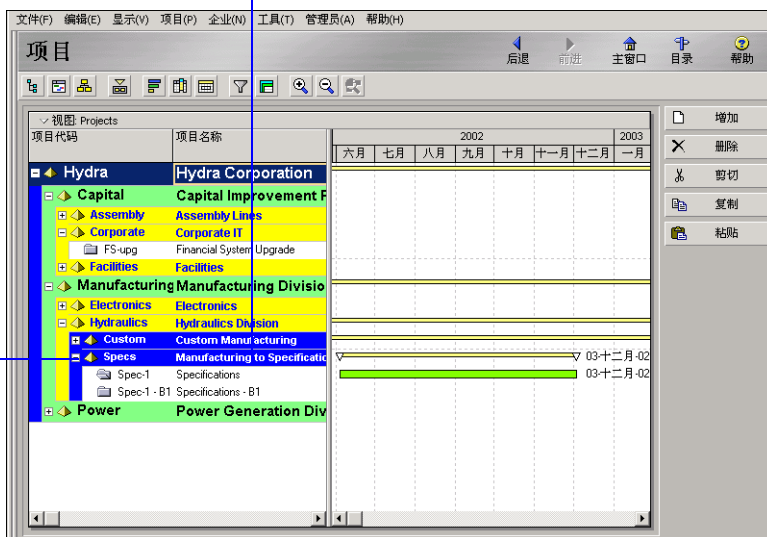 文件(F) 编辑(E) 显示(V) 项目(P) 企业(N) 工具(T) 管理员(A) 帮助(H)
项目
后退 前进 主窗口 目录 帮助
视图: Projects
项目代码 项目名称
2002 2003
六月 七月 八月 九月 十月 十一月 十二月 一月
Hydra Hydra Corporation
Capital Capital Improvement P
Assembly Assembly Lines
Corporate Corporate IT
FS-upg Financial System Upgrade
Facilities Facilities
Manufacturing Manufacturing Divisio
Electronics Electronics
Hydraulics Hydraulics Division
Custom Custom Manufacturing
Specs Manufacturing to Specificatio 03-十二月-02
Spec-1 Specifications 03-十二月-02
Spec-1 - B1 Specifications - B1
Power Power Generation Div
增加
删除
剪切
复制
粘贴